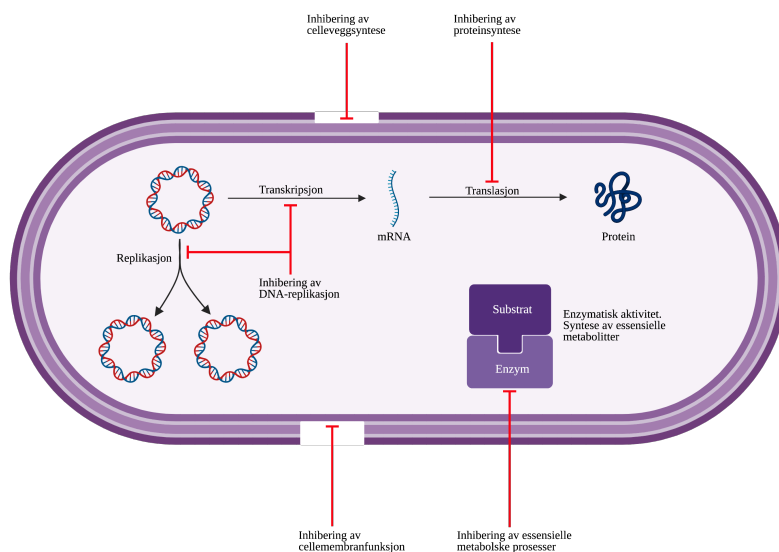 Inhibering av
celleveggsyntese
Inhibering av
proteinsyntese
Transkripsjon
Translasjon
mRNA
Protein
Replikasjon
Inhibering av
DNA-replikasjon
Substrat
Enzym
Enzymatisk aktivitet.
Syntese av essensielle
metabolitter
Inhibering av
cellemembranfunksjon
Inhibering av essensielle
metabolske prosesser